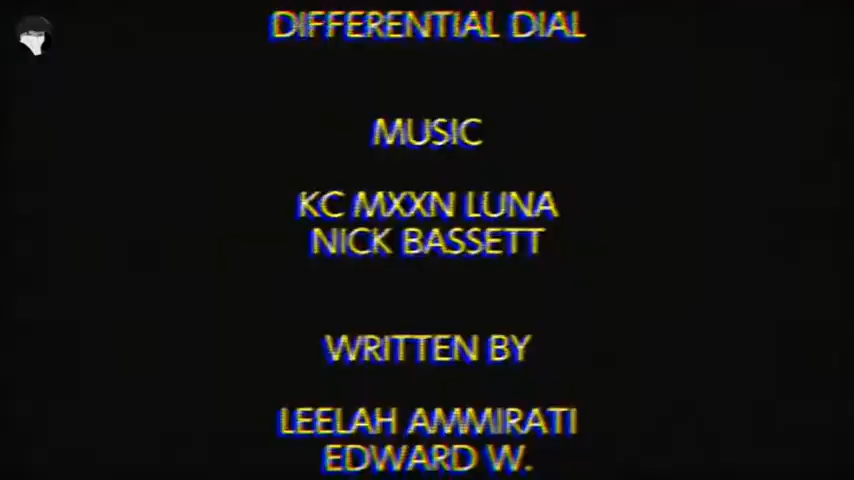 DIFFERENTIAL DIAL
MUSIC
KC MXXN LUNA
NICK BASSETT
WRITTEN BY
LEELAH AMMIRATI
EDWARD W.